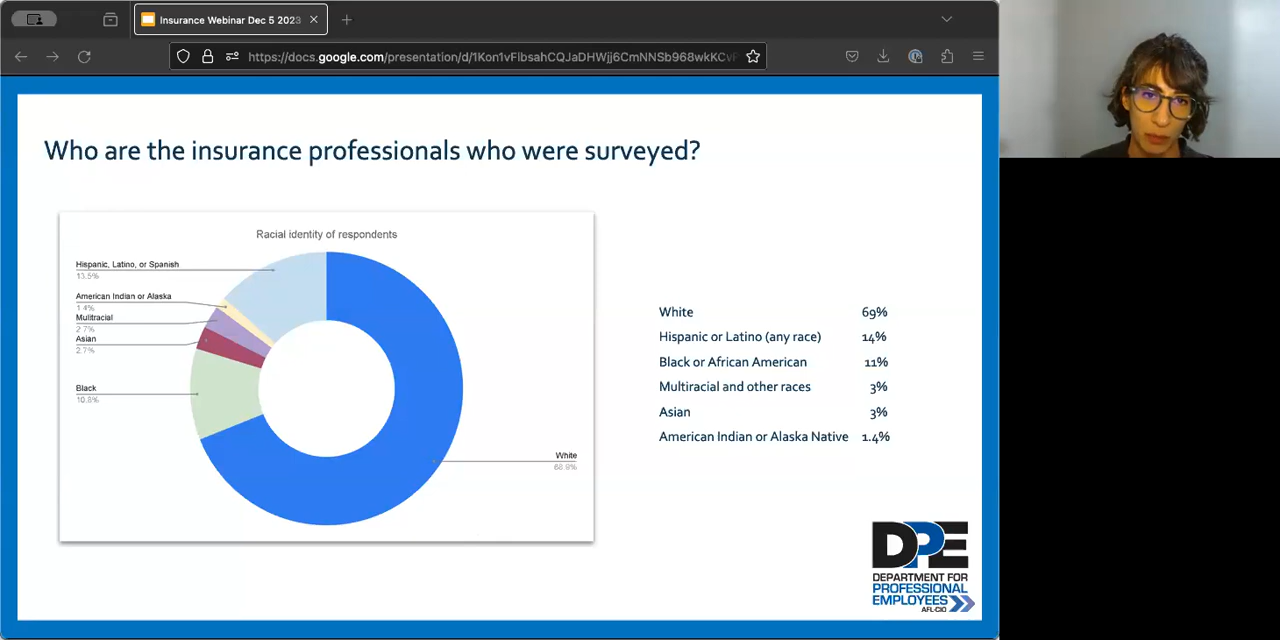 Insurance Webinar Dec 5 2023
https://docs.google.com/presentation/d/1Kon1vFlbsahCQJaDHWjj6CmNNSb968wkKCvP
Who are the insurance professionals who were surveyed?
Racial identity of respondents
Hispanic, Latino, or Spanish
13.5%
American Indian or Alaska
1.4%
Mulitracial
2.7%
Asian
2.7%
Black
10.8%
White
68.9%
White 69%
Hispanic or Latino (any race) 14%
Black or African American 11%
Multiracial and other races 3%
Asian 3%
American Indian or Alaska Native 1.4%
DPE
DEPARTMENT FOR
PROFESSIONAL
EMPLOYEES
AFL-CIO